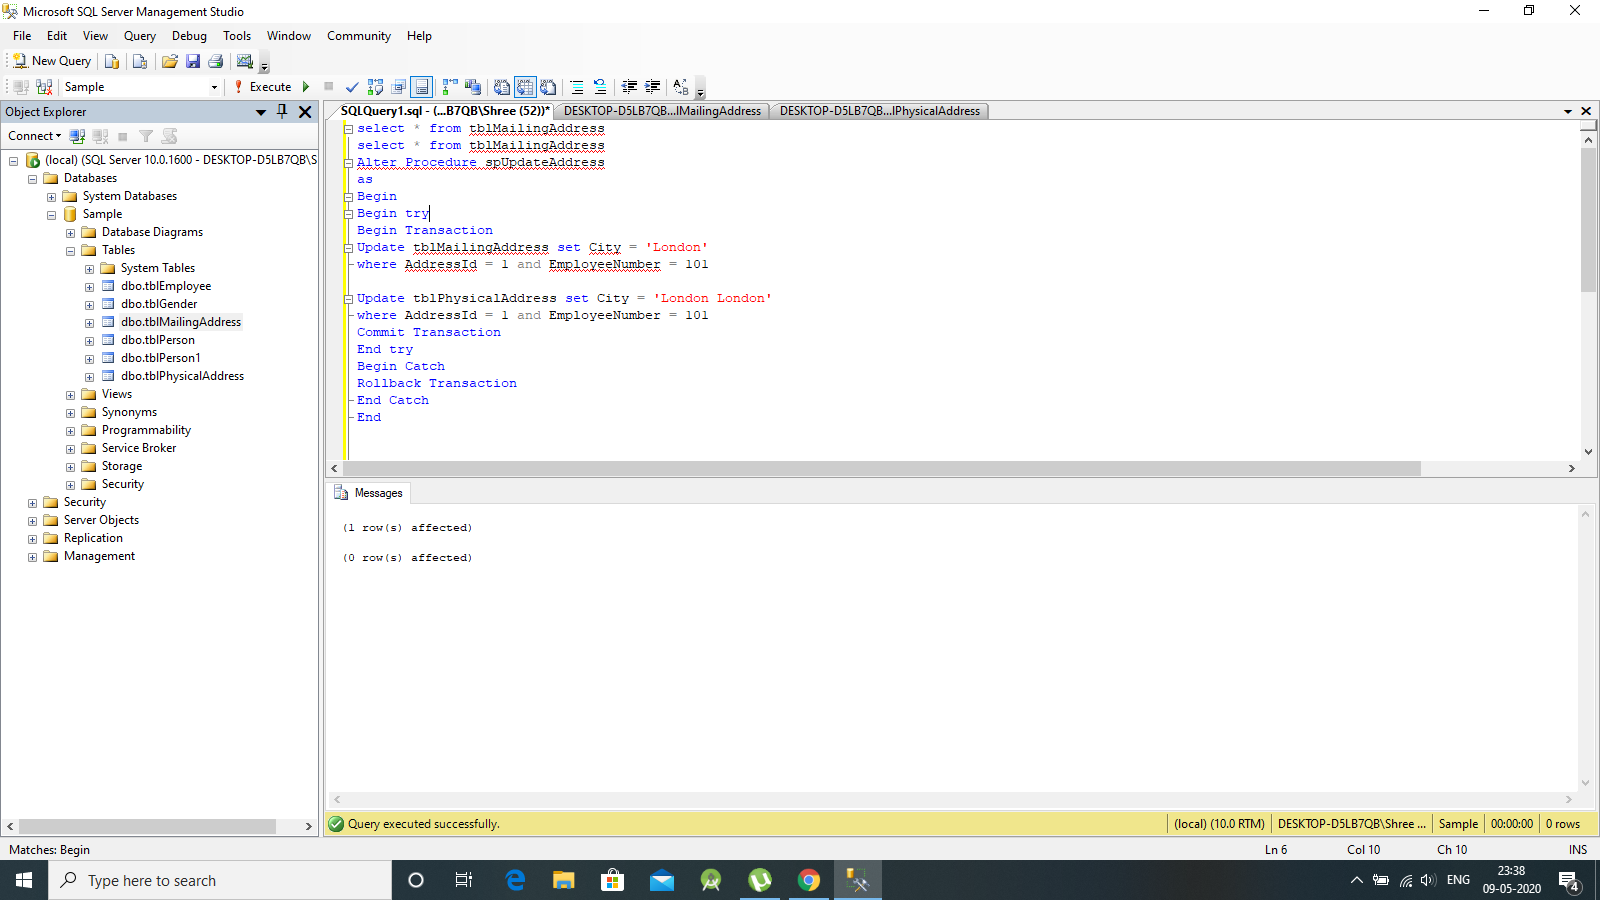 Microsoft SQL Server Management Studio
File Edit View Query Debug Tools Window Community Help
New Query
Sample Execute
Object Explorer
Connect
(local) (SQL Server 10.0.1600 - DESKTOP-D5LB7QB\S
Databases
System Databases
Sample
Database Diagrams
Tables
System Tables
dbo.tblEmployee
dbo.tblGender
dbo.tblMailingAddress
dbo.tblPerson
dbo.tblPerson1
dbo.tblPhysicalAddress
Views
Synonyms
Programmability
Service Broker
Storage
Security
Security
Server Objects
Replication
Management
SQLQuery1.sql - (...B7QB\Shree (52))* DESKTOP-D5LB7QB...lMailingAddress DESKTOP-D5LB7QB...lPhysicalAddress
select * from tblMailingAddress
select * from tblMailingAddress
Alter Procedure spUpdateAddress
as
Begin
Begin try
Begin Transaction
Update tblMailingAddress set City = 'London'
where AddressId = 1 and EmployeeNumber = 101
Update tblPhysicalAddress set City = 'London London'
where AddressId = 1 and EmployeeNumber = 101
Commit Transaction
End try
Begin Catch
Rollback Transaction
End Catch
End
Messages
(1 row(s) affected)
(0 row(s) affected)
Query executed successfully. (local) (10.0 RTM) DESKTOP-D5LB7QB\Shree ... Sample 00:00:00 0 rows
Matches: Begin Ln 6 Col 10 Ch 10 INS
Type here to search ENG 23:38
09-05-2020
4